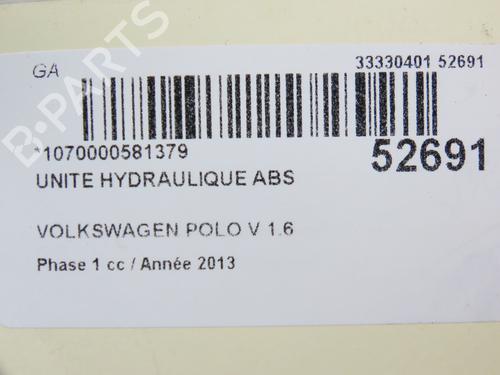 GA
33330401 52691
*1070000581379
52691
UNITE HYDRAULIQUE ABS
VOLKSWAGEN POLO V 1.6
Phase 1 cc / Année 2013
B-PARTS